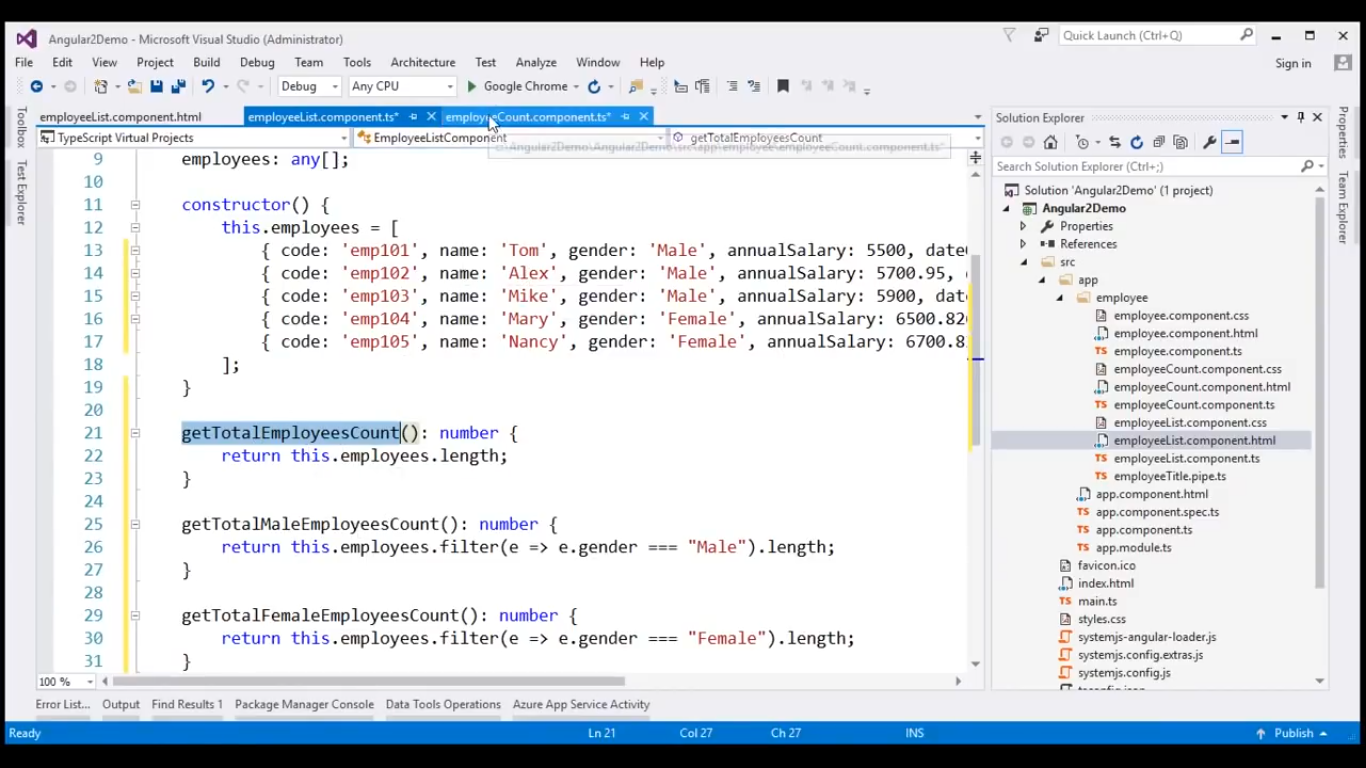 Angular2Demo - Microsoft Visual Studio (Administrator)
Quick Launch (Ctrl+Q)
File Edit View Project Build Debug Team Tools Architecture Test Analyze Window Help
Sign in
Debug Any CPU Google Chrome
employeeList.component.html employeeList.component.ts* employeeCount.component.ts*
TypeScript Virtual Projects EmployeeListComponent getTotalEmployeesCount
9 employees: any[];
10
11 constructor() {
12 this.employees = [
13 { code: 'emp101', name: 'Tom', gender: 'Male', annualSalary: 5500, date
14 { code: 'emp102', name: 'Alex', gender: 'Male', annualSalary: 5700.95,
15 { code: 'emp103', name: 'Mike', gender: 'Male', annualSalary: 5900, dat
16 { code: 'emp104', name: 'Mary', gender: 'Female', annualSalary: 6500.826
17 { code: 'emp105', name: 'Nancy', gender: 'Female', annualSalary: 6700.8
18 ];
19 }
20
21 getTotalEmployeesCount(): number {
22 return this.employees.length;
23 }
24
25 getTotalMaleEmployeesCount(): number {
26 return this.employees.filter(e => e.gender === "Male").length;
27 }
28
29 getTotalFemaleEmployeesCount(): number {
30 return this.employees.filter(e => e.gender === "Female").length;
31 }
100 %
Toolbox
Test Explorer
Solution Explorer
Search Solution Explorer (Ctrl+;)
Solution 'Angular2Demo' (1 project)
Angular2Demo
Properties
References
src
app
employee
employee.component.css
employee.component.html
TS employee.component.ts
employeeCount.component.css
employeeCount.component.html
TS employeeCount.component.ts
employeeList.component.css
employeeList.component.html
TS employeeList.component.ts
TS employeeTitle.pipe.ts
app.component.html
TS app.component.spec.ts
TS app.component.ts
TS app.module.ts
favicon.ico
index.html
TS main.ts
styles.css
systemjs-angular-loader.js
systemjs.config.extras.js
systemjs.config.js
Properties
Team Explorer
Error List... Output Find Results 1 Package Manager Console Data Tools Operations Azure App Service Activity
Ready Ln 21 Col 27 Ch 27 INS Publish